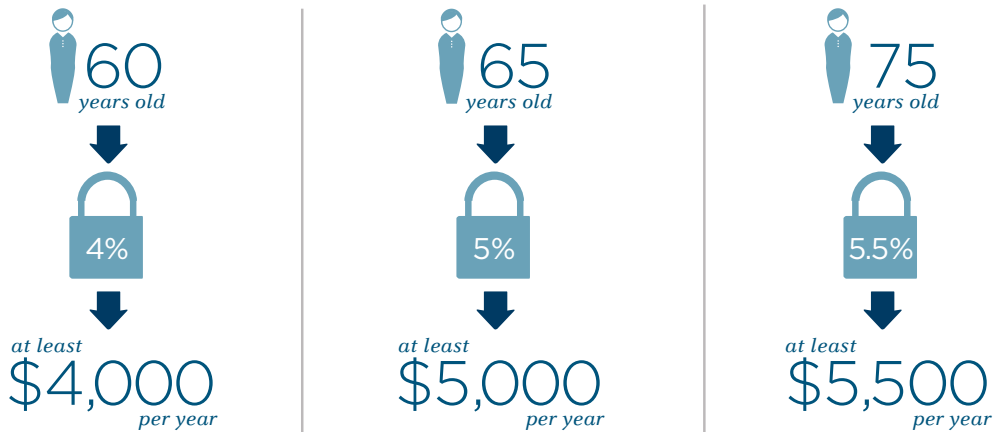 60
years old
4%
at least
$4,000
per year
65
years old
5%
at least
$5,000
per year
75
years old
5.5%
at least
$5,500
per year